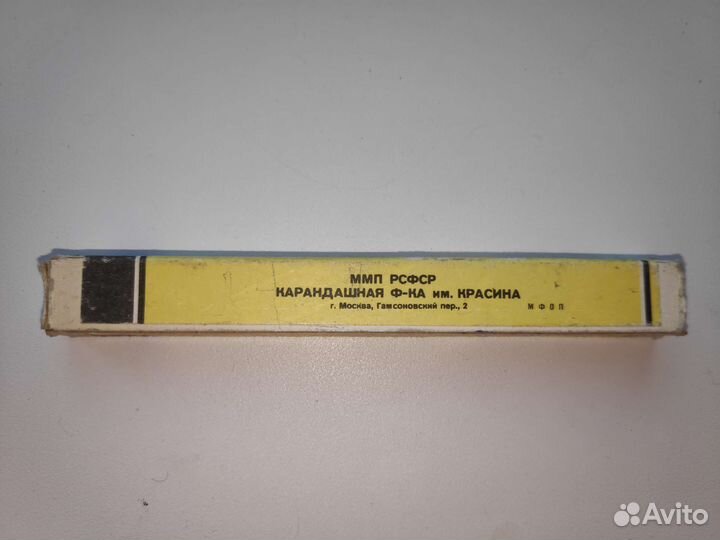 ММП РСФСР
КАРАНДАШНАЯ Ф-КА им. КРАСИНА
г. Москва, Гамсоновский пер., 2 МФОП
Avito